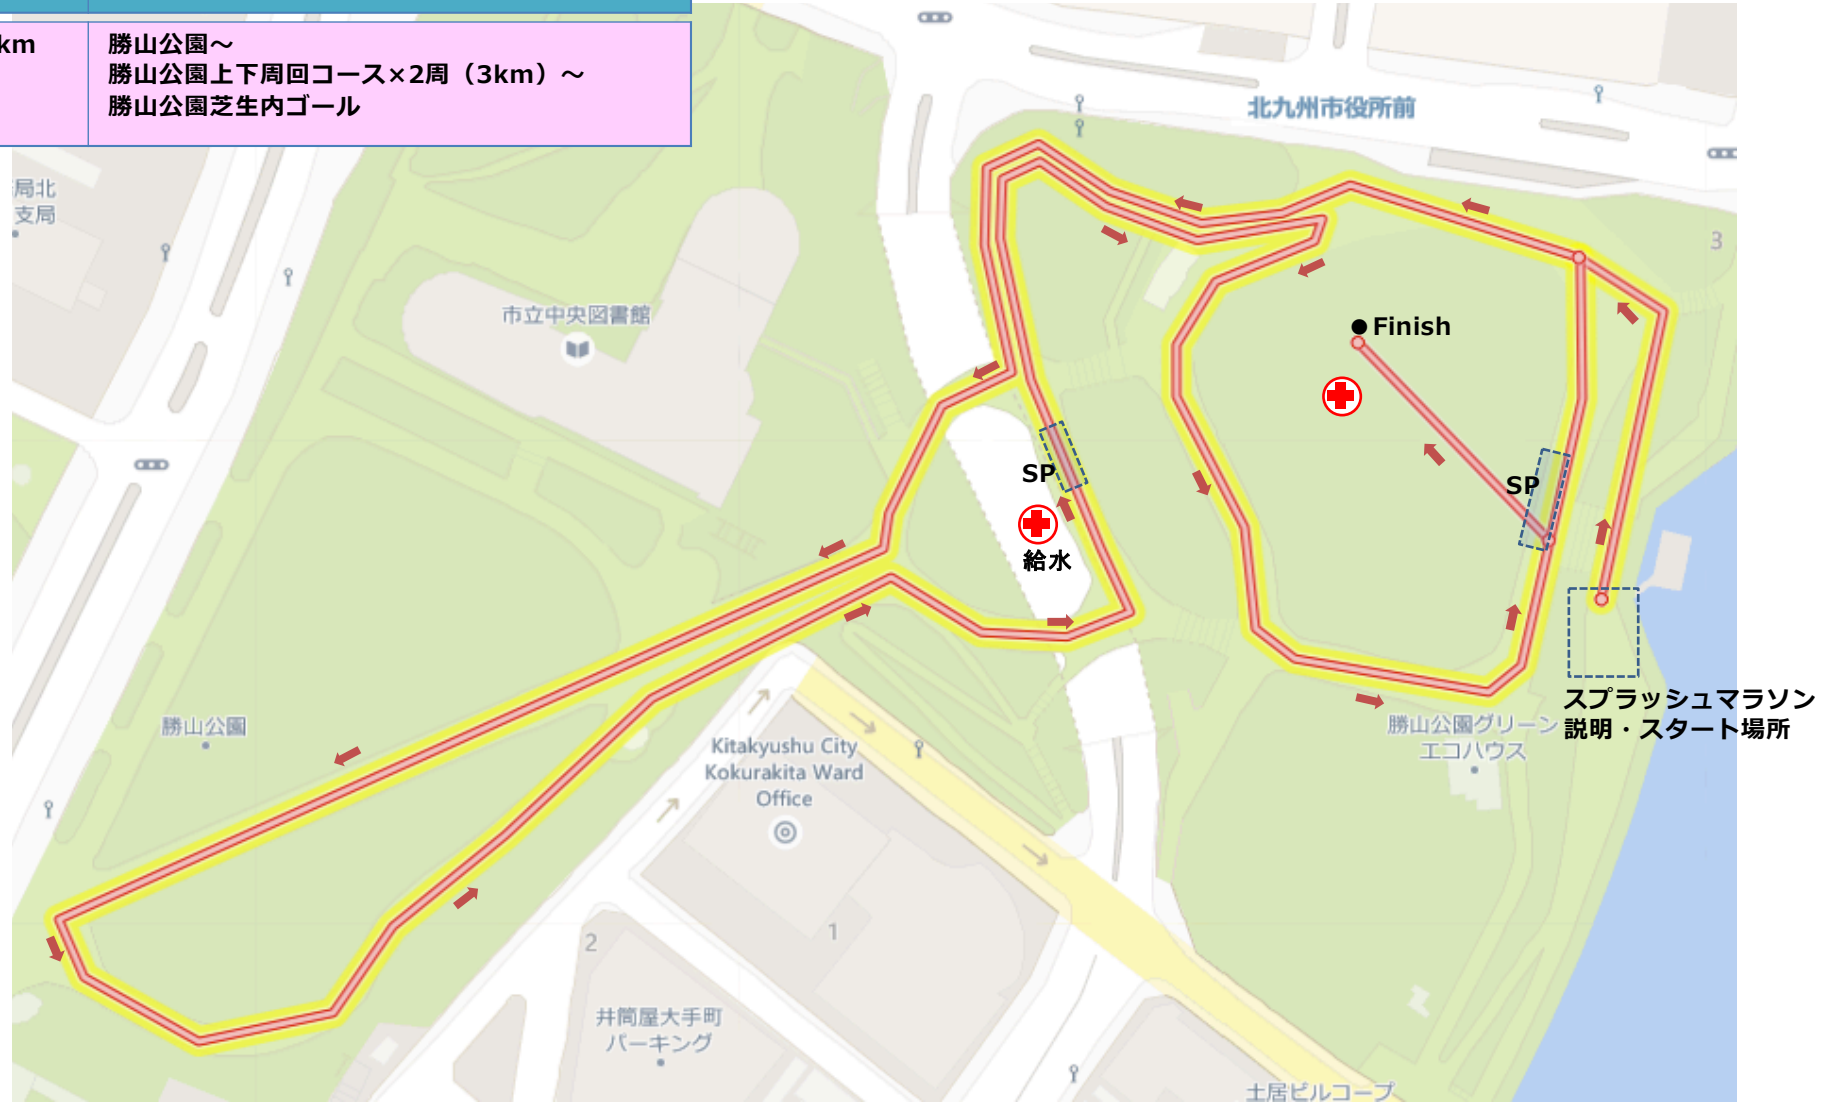 km
勝山公園～
勝山公園上下周回コース×2周（3km）～
勝山公園芝生内ゴール
北九州市役所前
局北
支局
3
市立中央図書館
Finish
SP
SP
給水
スプラッシュマラソン
説明・スタート場所
勝山公園
勝山公園グリーン
エコハウス
Kitakyushu City
Kokurakita Ward
Office
2
1
井筒屋大手町
パーキング
土居ビルコープ